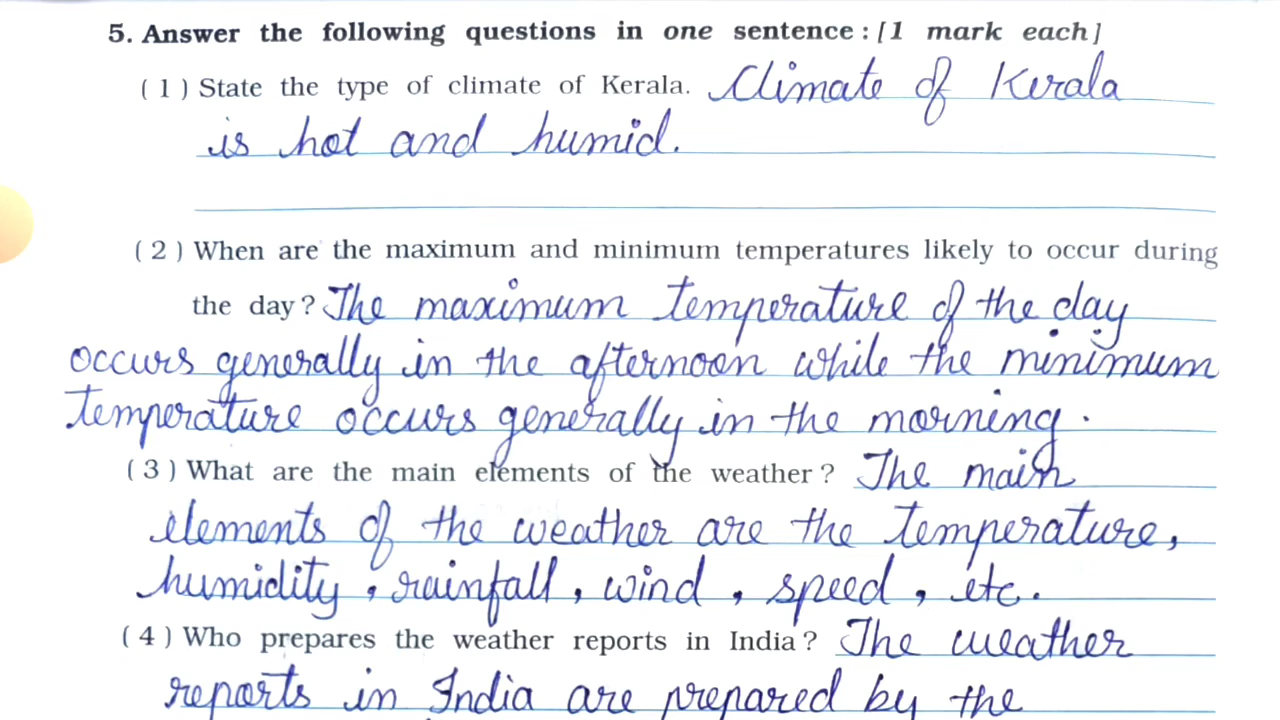 5. Answer the following questions in one sentence : [1 mark each]
( 1 ) State the type of climate of Kerala. Climate of Kerala
is hot and humid.
( 2 ) When are the maximum and minimum temperatures likely to occur during
the day ? The maximum temperature of the day
occurs generally in the afternoon while the minimum
temperature occurs generally in the morning.
( 3 ) What are the main elements of the weather ? The main
elements of the weather are the temperature,
humidity, rainfall, wind, speed, etc.
( 4 ) Who prepares the weather reports in India ? The weather
reports in India are prepared by the